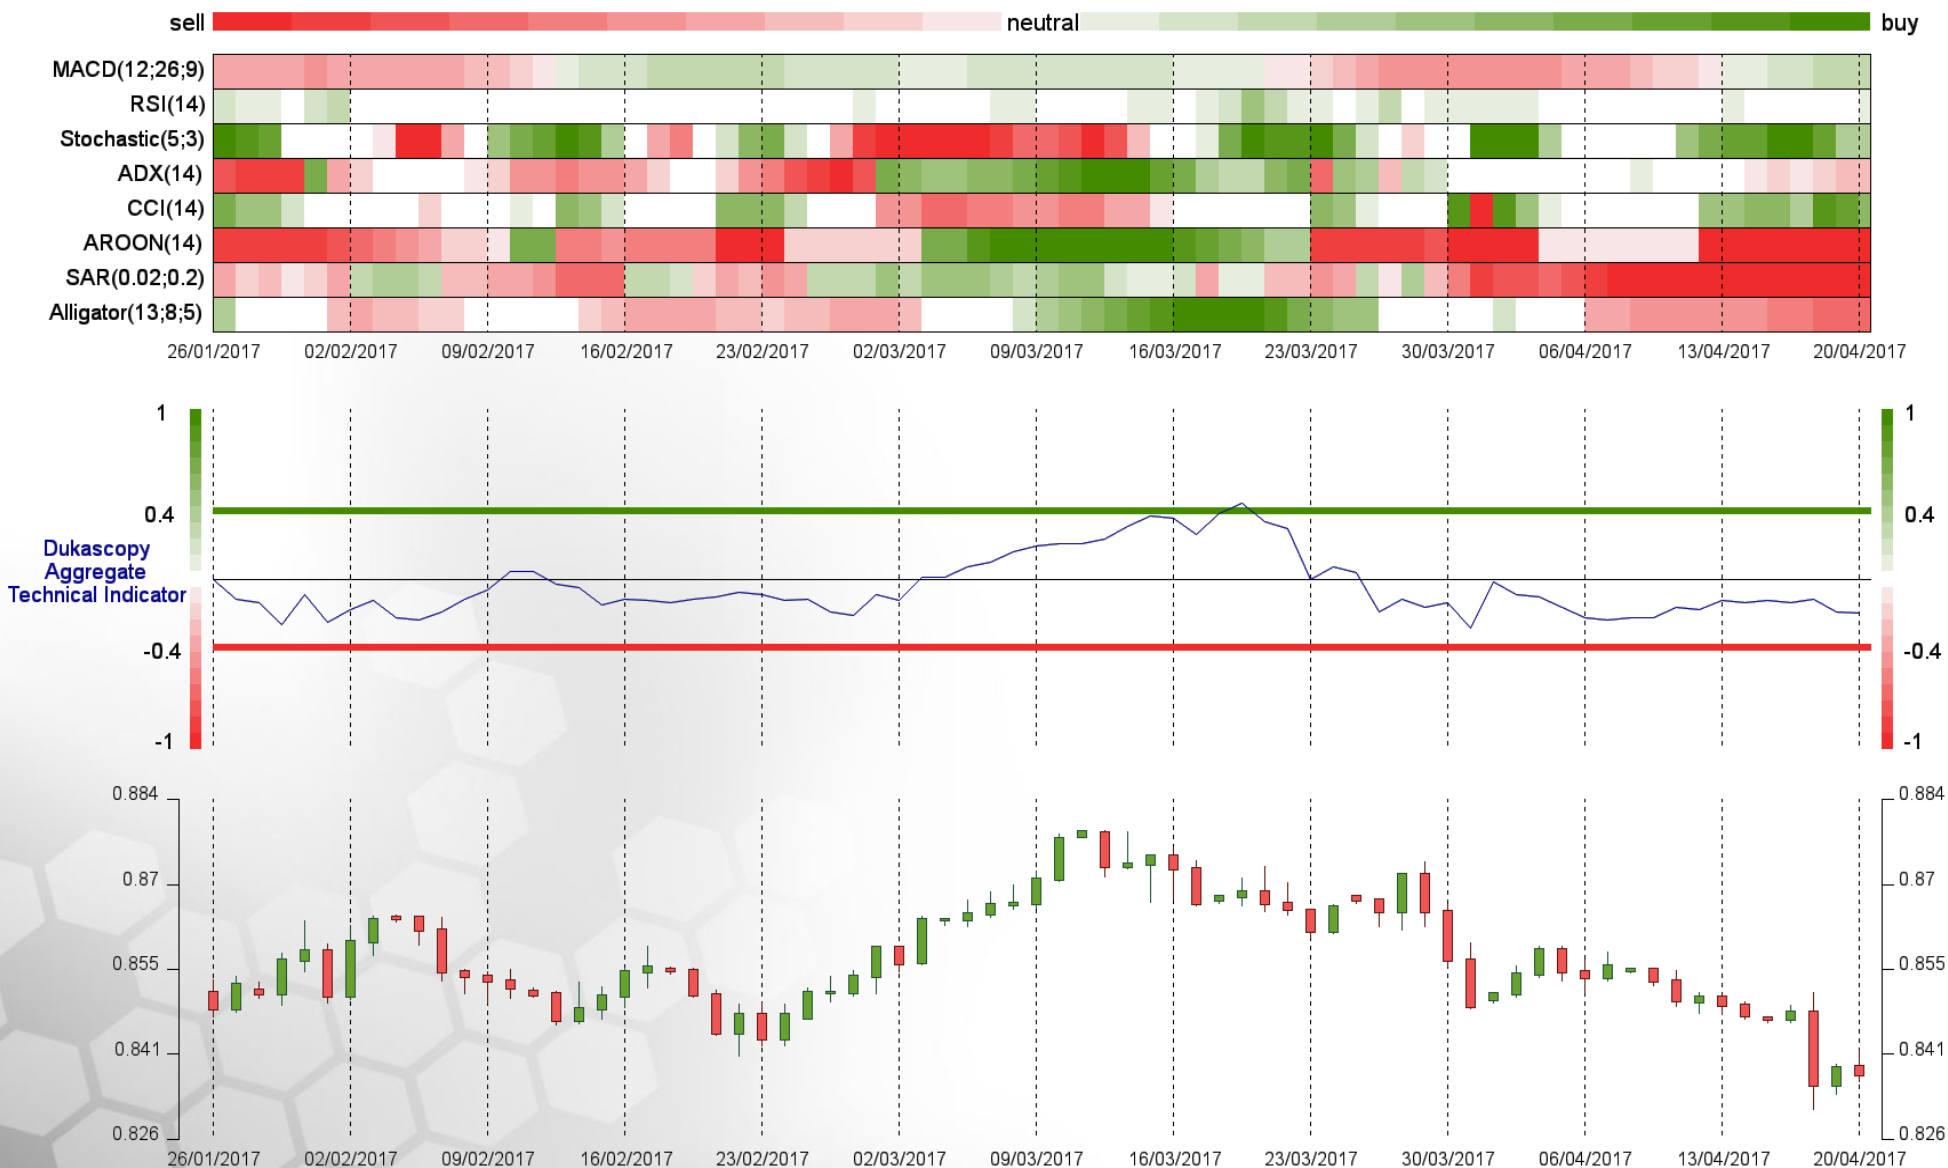 sell neutral buy
MACD(12;26;9)
RSI(14)
Stochastic(5;3)
ADX(14)
CCI(14)
AROON(14)
SAR(0.02;0.2)
Alligator(13;8;5)
26/01/2017 02/02/2017 09/02/2017 16/02/2017 23/02/2017 02/03/2017 09/03/2017 16/03/2017 23/03/2017 30/03/2017 06/04/2017 13/04/2017 20/04/2017
1 1
0.4 0.4
Dukascopy
Aggregate
Technical Indicator
-0.4 -0.4
-1 -1
0.884 0.884
0.87 0.87
0.855 0.855
0.841 0.841
0.826 0.826
26/01/2017 02/02/2017 09/02/2017 16/02/2017 23/02/2017 02/03/2017 09/03/2017 16/03/2017 23/03/2017 30/03/2017 06/04/2017 13/04/2017 20/04/2017